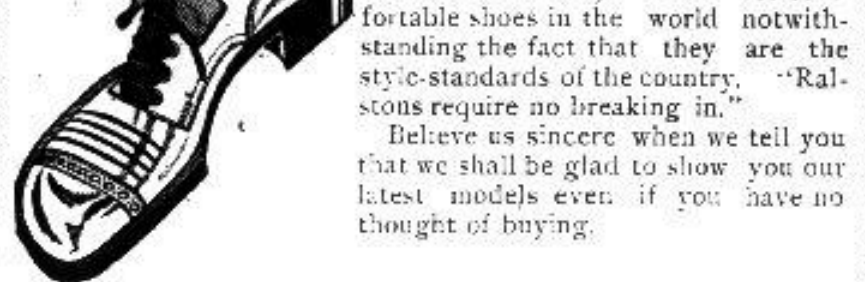 fortable shoes in the world notwith-
standing the fact that they are the
style-standards of the country. "Ral-
stons require no breaking in."
Believe us sincere when we tell you
that we shall be glad to show you our
latest models even if you have no
thought of buying.